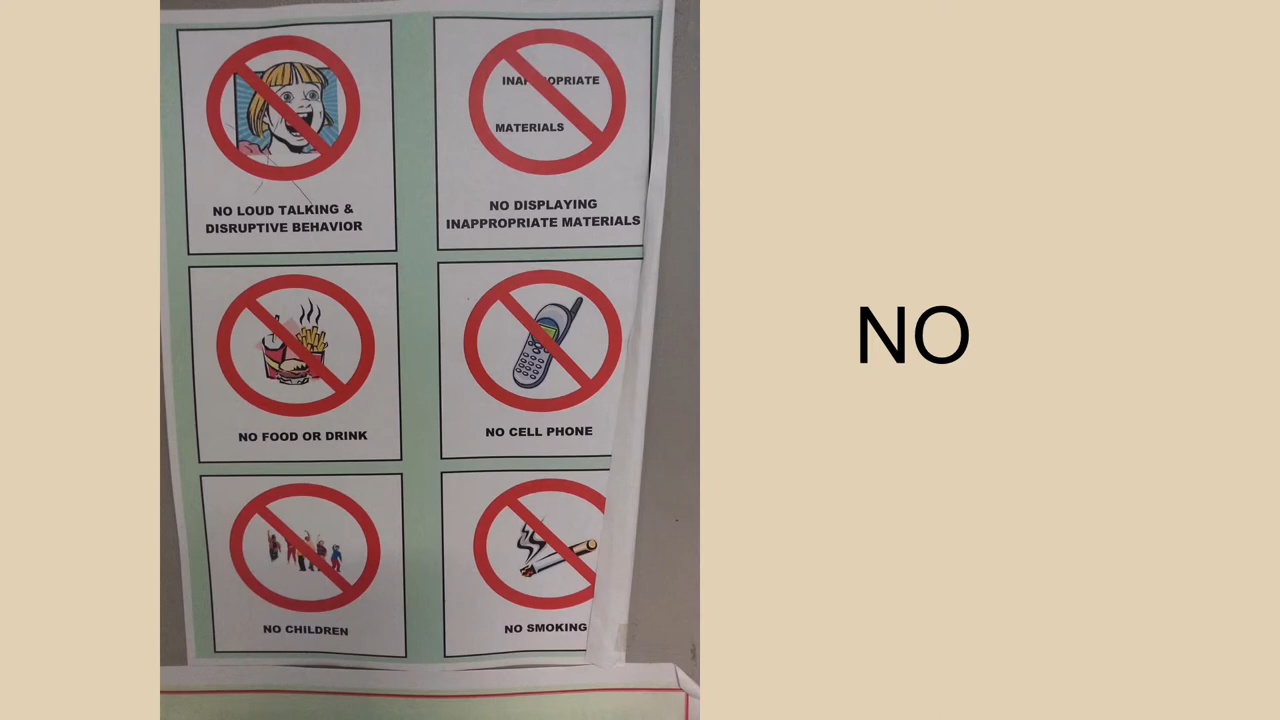 NO LOUD TALKING &
DISRUPTIVE BEHAVIOR
INAPPROPRIATE
MATERIALS
NO DISPLAYING
INAPPROPRIATE MATERIALS
NO FOOD OR DRINK
NO CELL PHONE
NO CHILDREN
NO SMOKING
NO